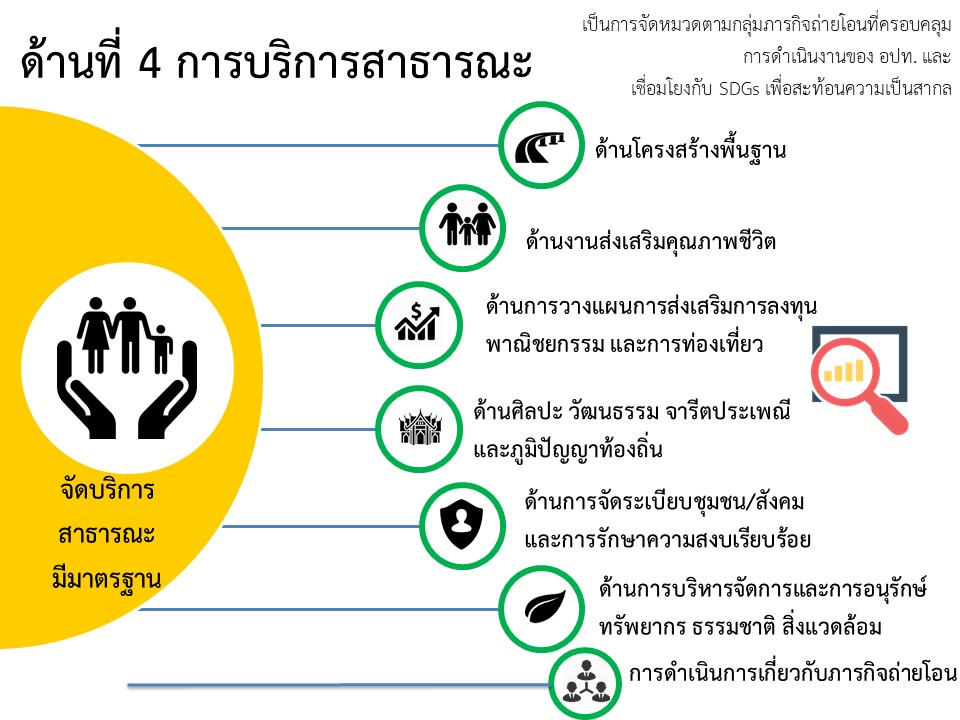 เป็นการจัดหมวดตามกลุ่มภารกิจถ่ายโอนที่ครอบคลุม
การดำเนินงานของ อปท. และ
เชื่อมโยงกับ SDGs เพื่อสะท้อนความเป็นสากล
ด้านที่ 4 การบริการสาธารณะ
ด้านโครงสร้างพื้นฐาน
ด้านงานส่งเสริมคุณภาพชีวิต
ด้านการวางแผนการส่งเสริมการลงทุน
พาณิชยกรรม และการท่องเที่ยว
ด้านศิลปะ วัฒนธรรม จารีตประเพณี
และภูมิปัญญาท้องถิ่น
จัดบริการ
สาธารณะ
มีมาตรฐาน
ด้านการจัดระเบียบชุมชน/สังคม
และการรักษาความสงบเรียบร้อย
ด้านการบริหารจัดการและการอนุรักษ์
ทรัพยากร ธรรมชาติ สิ่งแวดล้อม
การดำเนินการเกี่ยวกับภารกิจถ่ายโอน